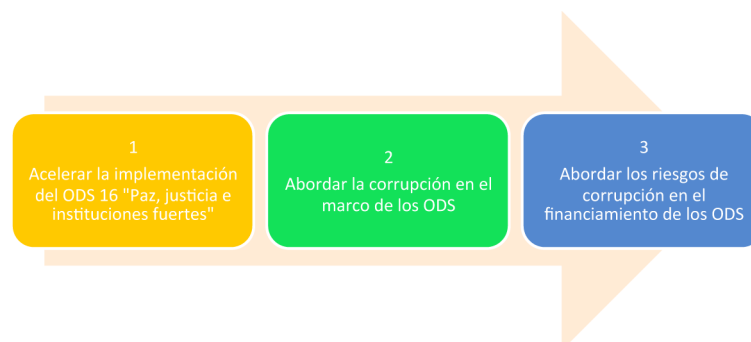 1
Acelerar la implementación
del ODS 16 "Paz, justicia e
instituciones fuertes"
2
Abordar la corrupción en el
marco de los ODS
3
Abordar los riesgos de
corrupción en el
financiamiento de los ODS